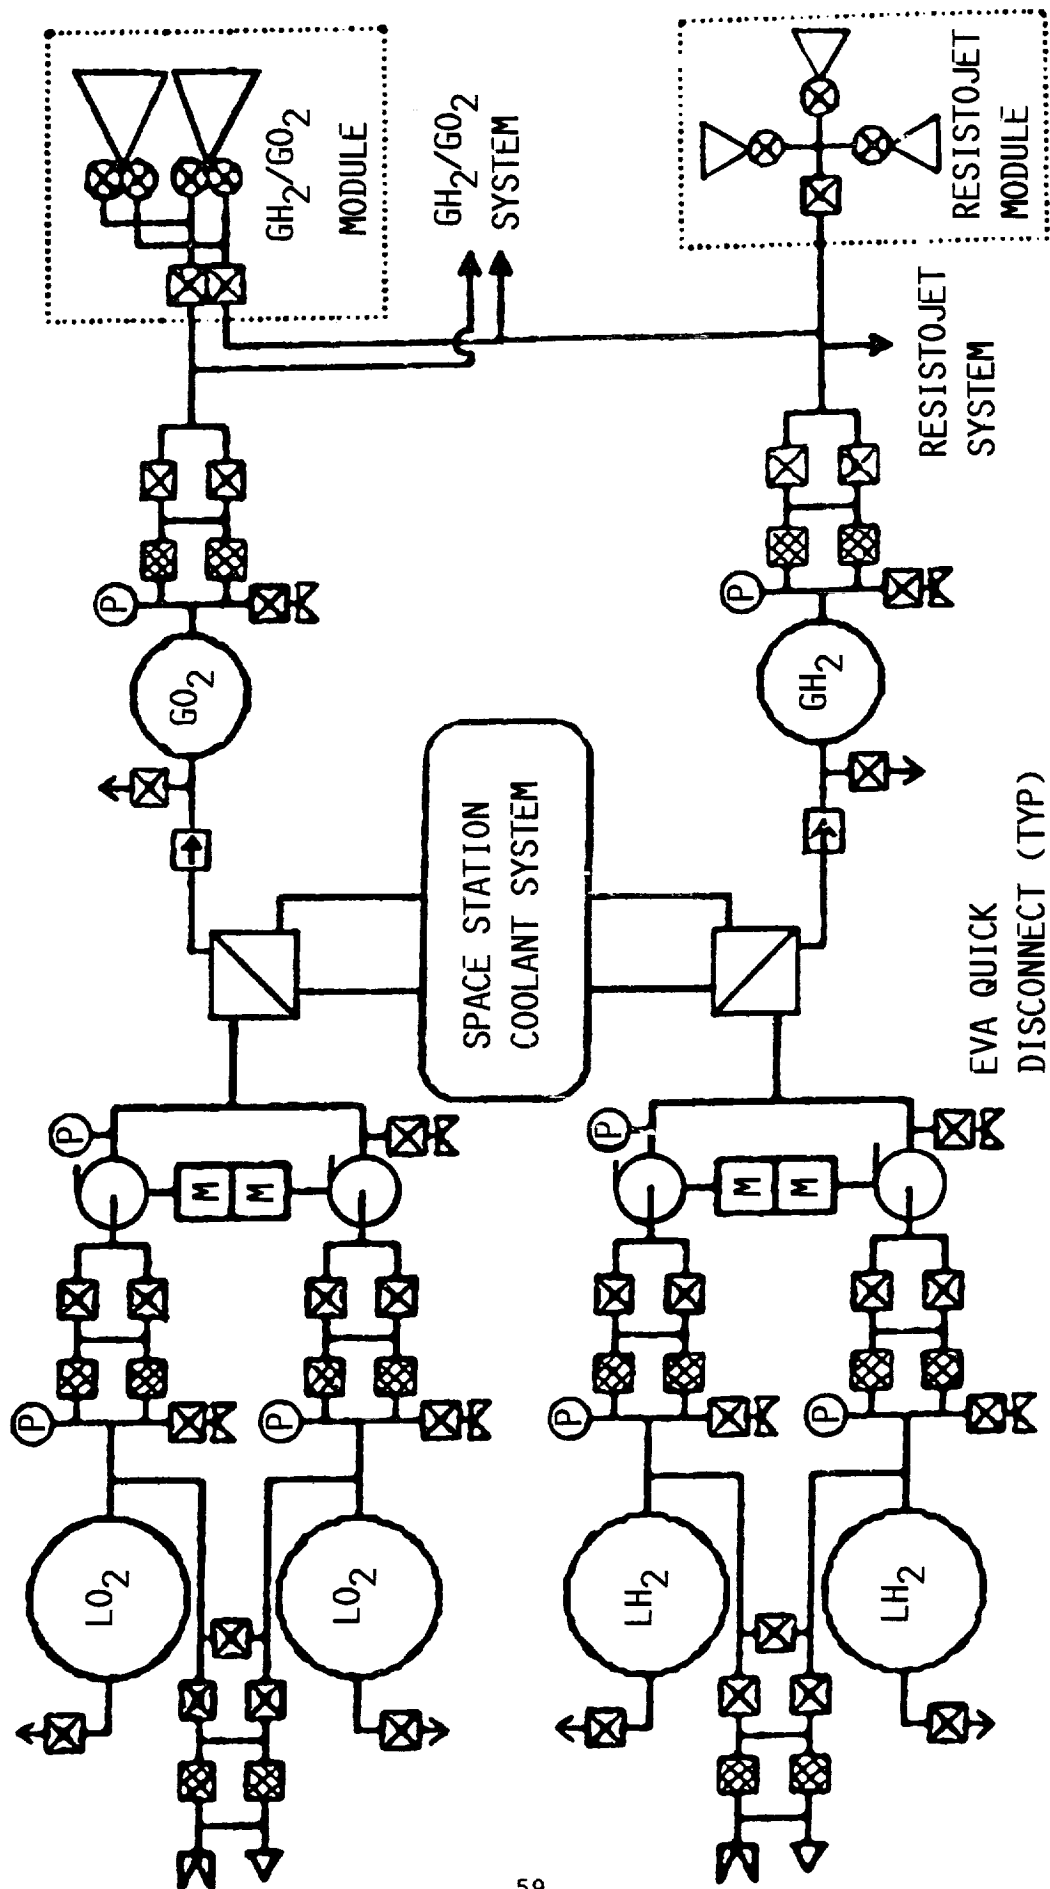 GH2/GO2
MODULE
GH2/GO2
SYSTEM
RESISTOJET
MODULE
RESISTOJET
SYSTEM
P
P
GO2
GH2
SPACE STATION
COOLANT SYSTEM
EVA QUICK
DISCONNECT (TYP)
P
M
M
P
M
M
P
P
P
P
LO2
LO2
LH2
LH2
59